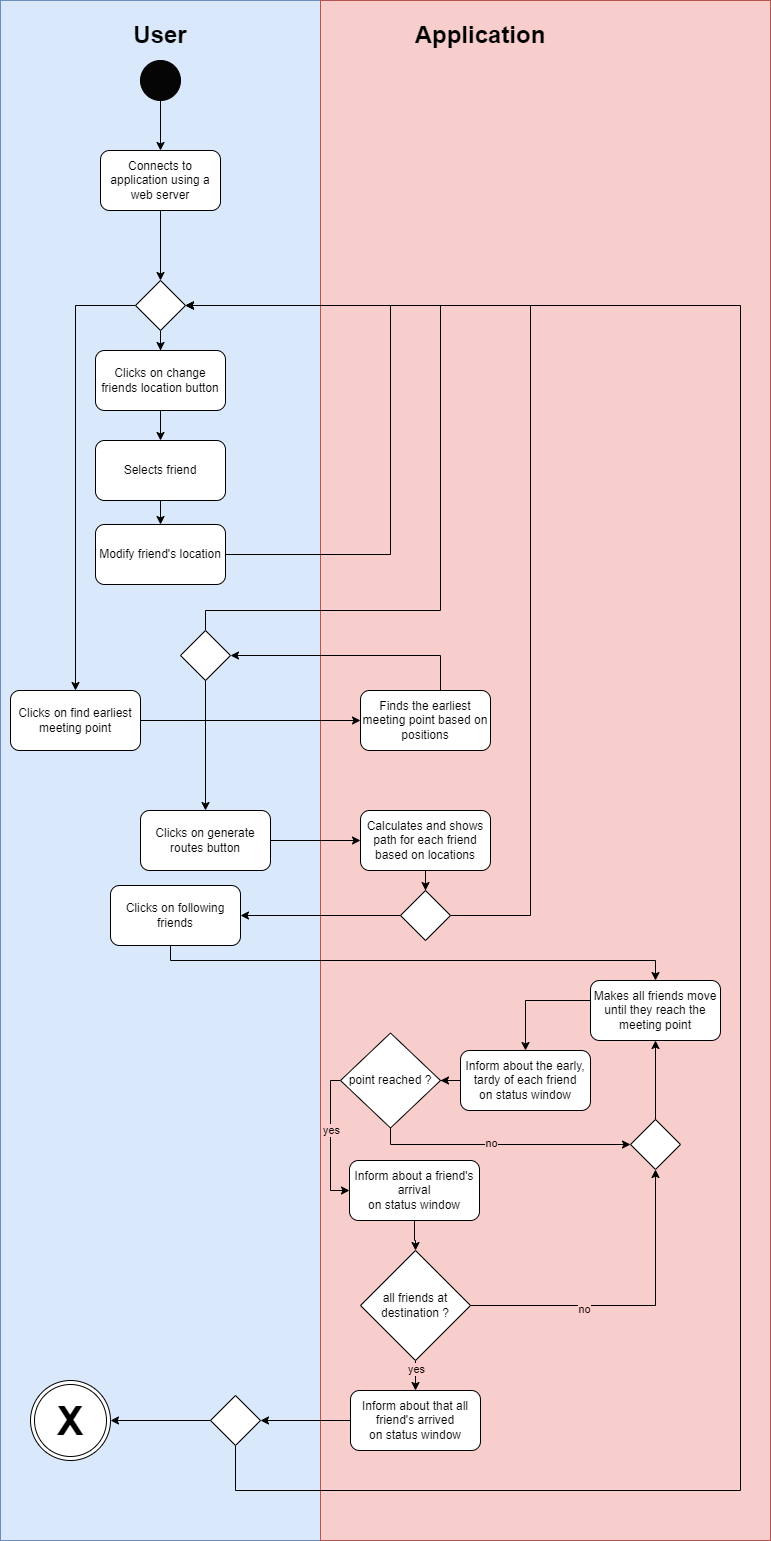 User
Application
Connects to
application using a
web server
Clicks on change
friends location button
Selects friend
Modify friend's location
Clicks on find earliest
meeting point
Finds the earliest
meeting point based on
positions
Clicks on generate
routes button
Calculates and shows
path for each friend
based on locations
Clicks on following
friends
Makes all friends move
until they reach the
meeting point
Inform about the early,
tardy of each friend
on status window
point reached ?
yes
no
Inform about a friend's
arrival
on status window
all friends at
destination ?
no
yes
Inform about that all
friend's arrived
on status window
X